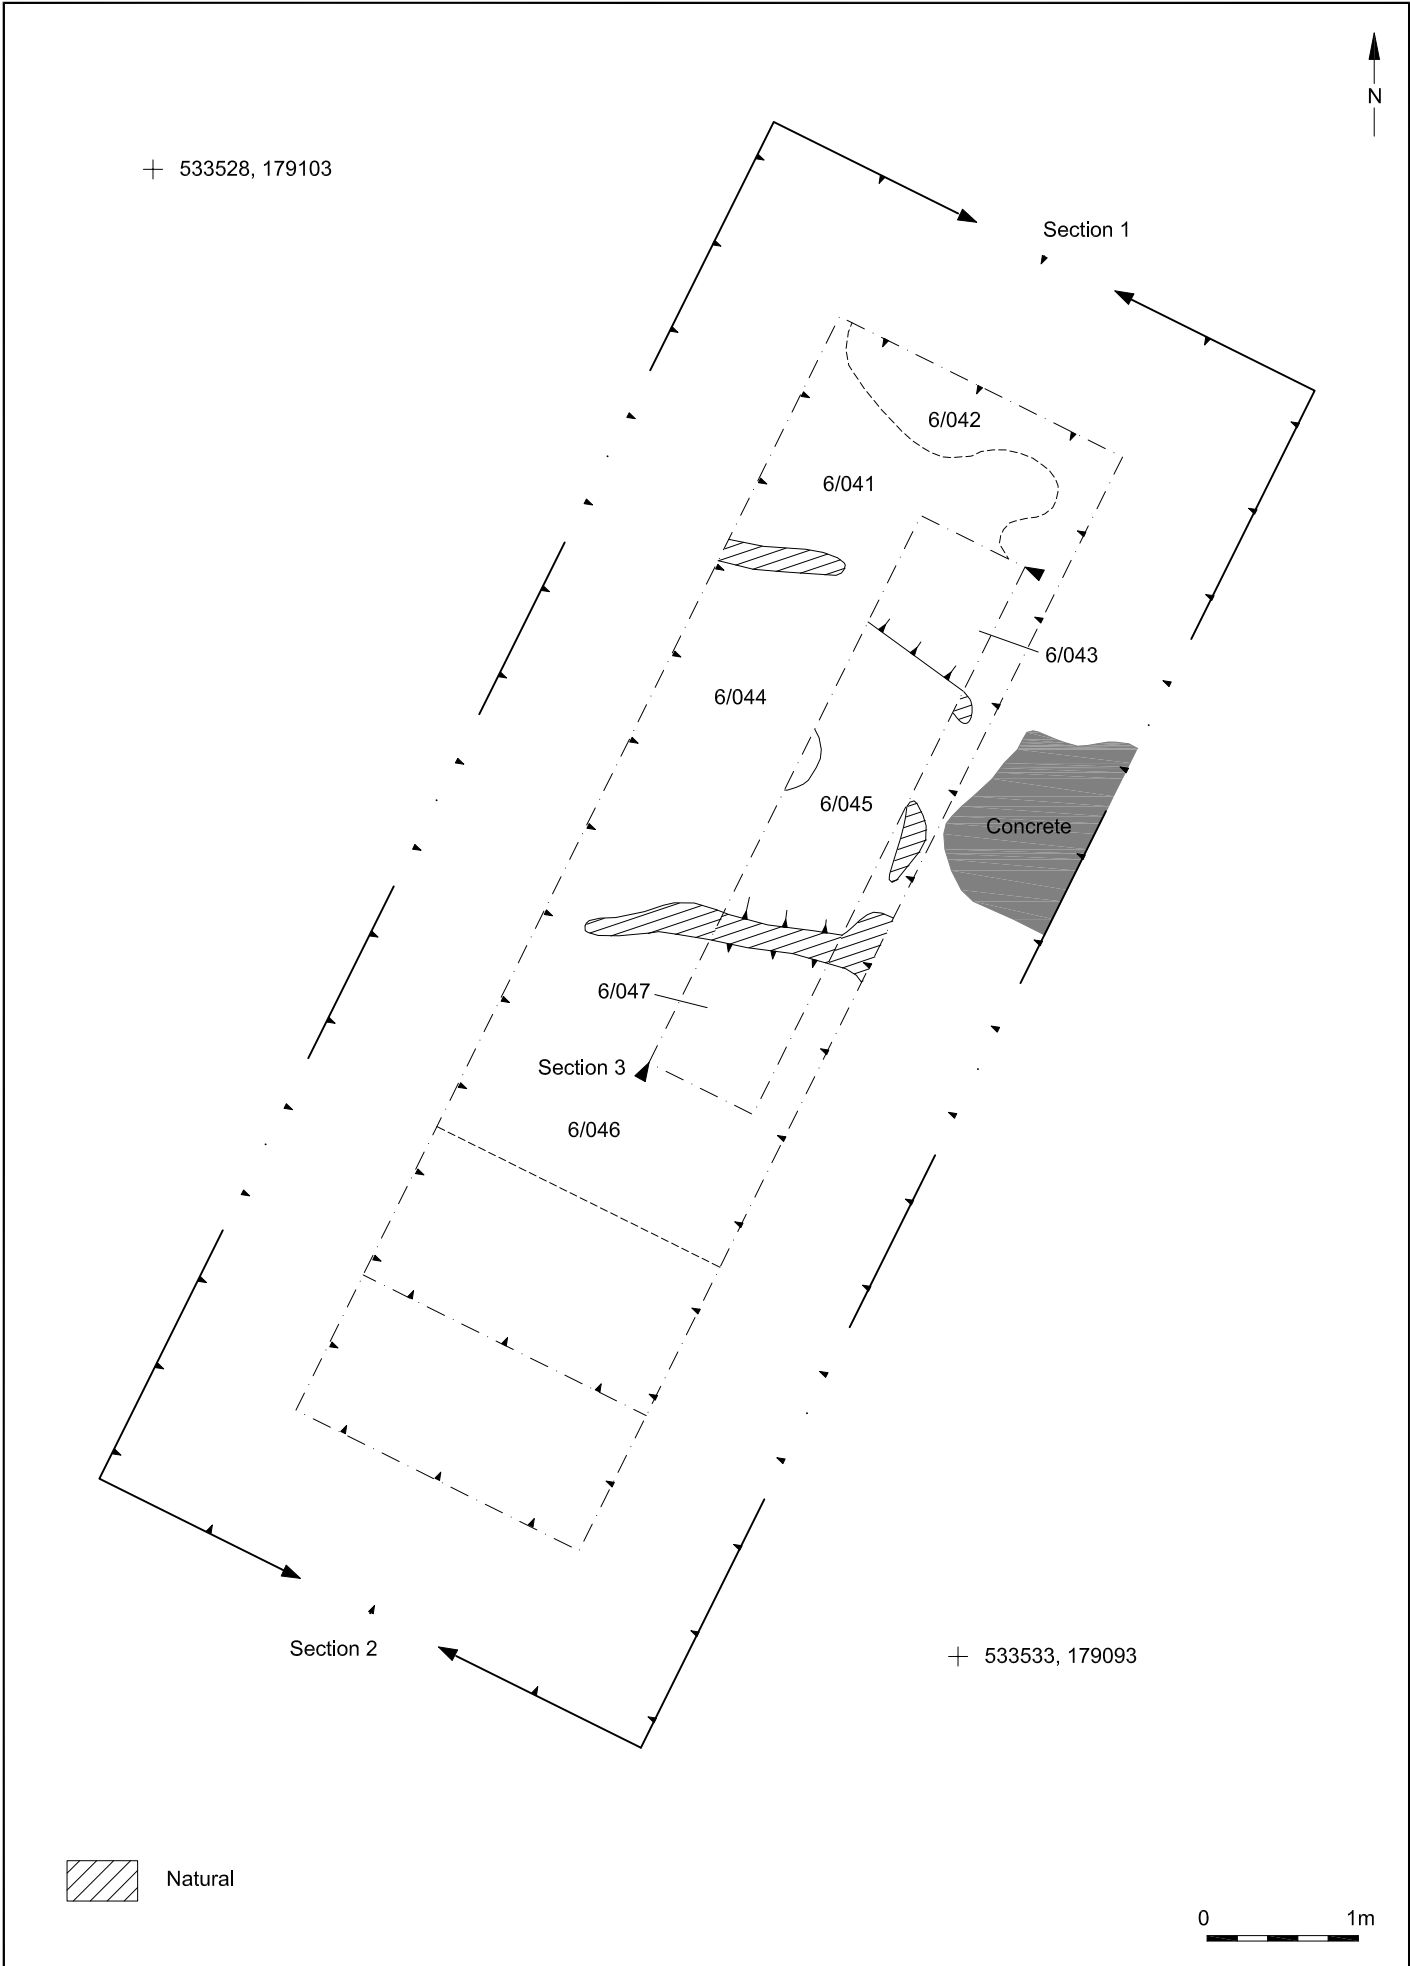 N
533528, 179103
Section 1
6/042
6/041
6/043
6/044
6/045
Concrete
6/047
Section 3
6/046
Section 2
533533, 179093
Natural
0 1m